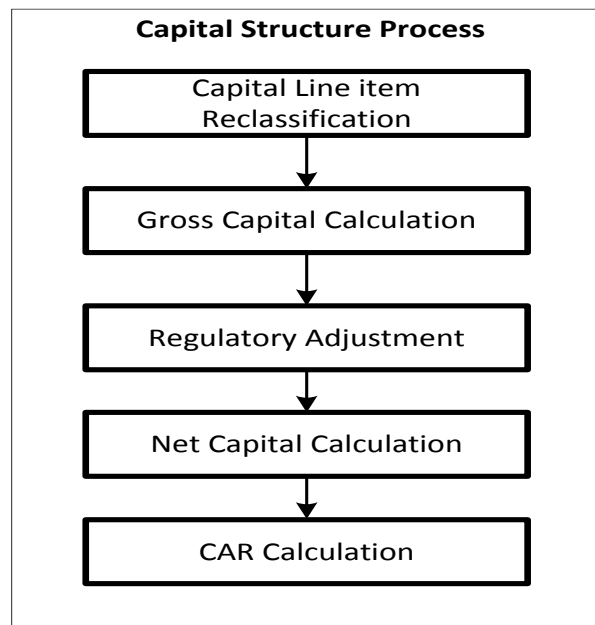 Capital Structure Process
Capital Line item
Reclassification
Gross Capital Calculation
Regulatory Adjustment
Net Capital Calculation
CAR Calculation